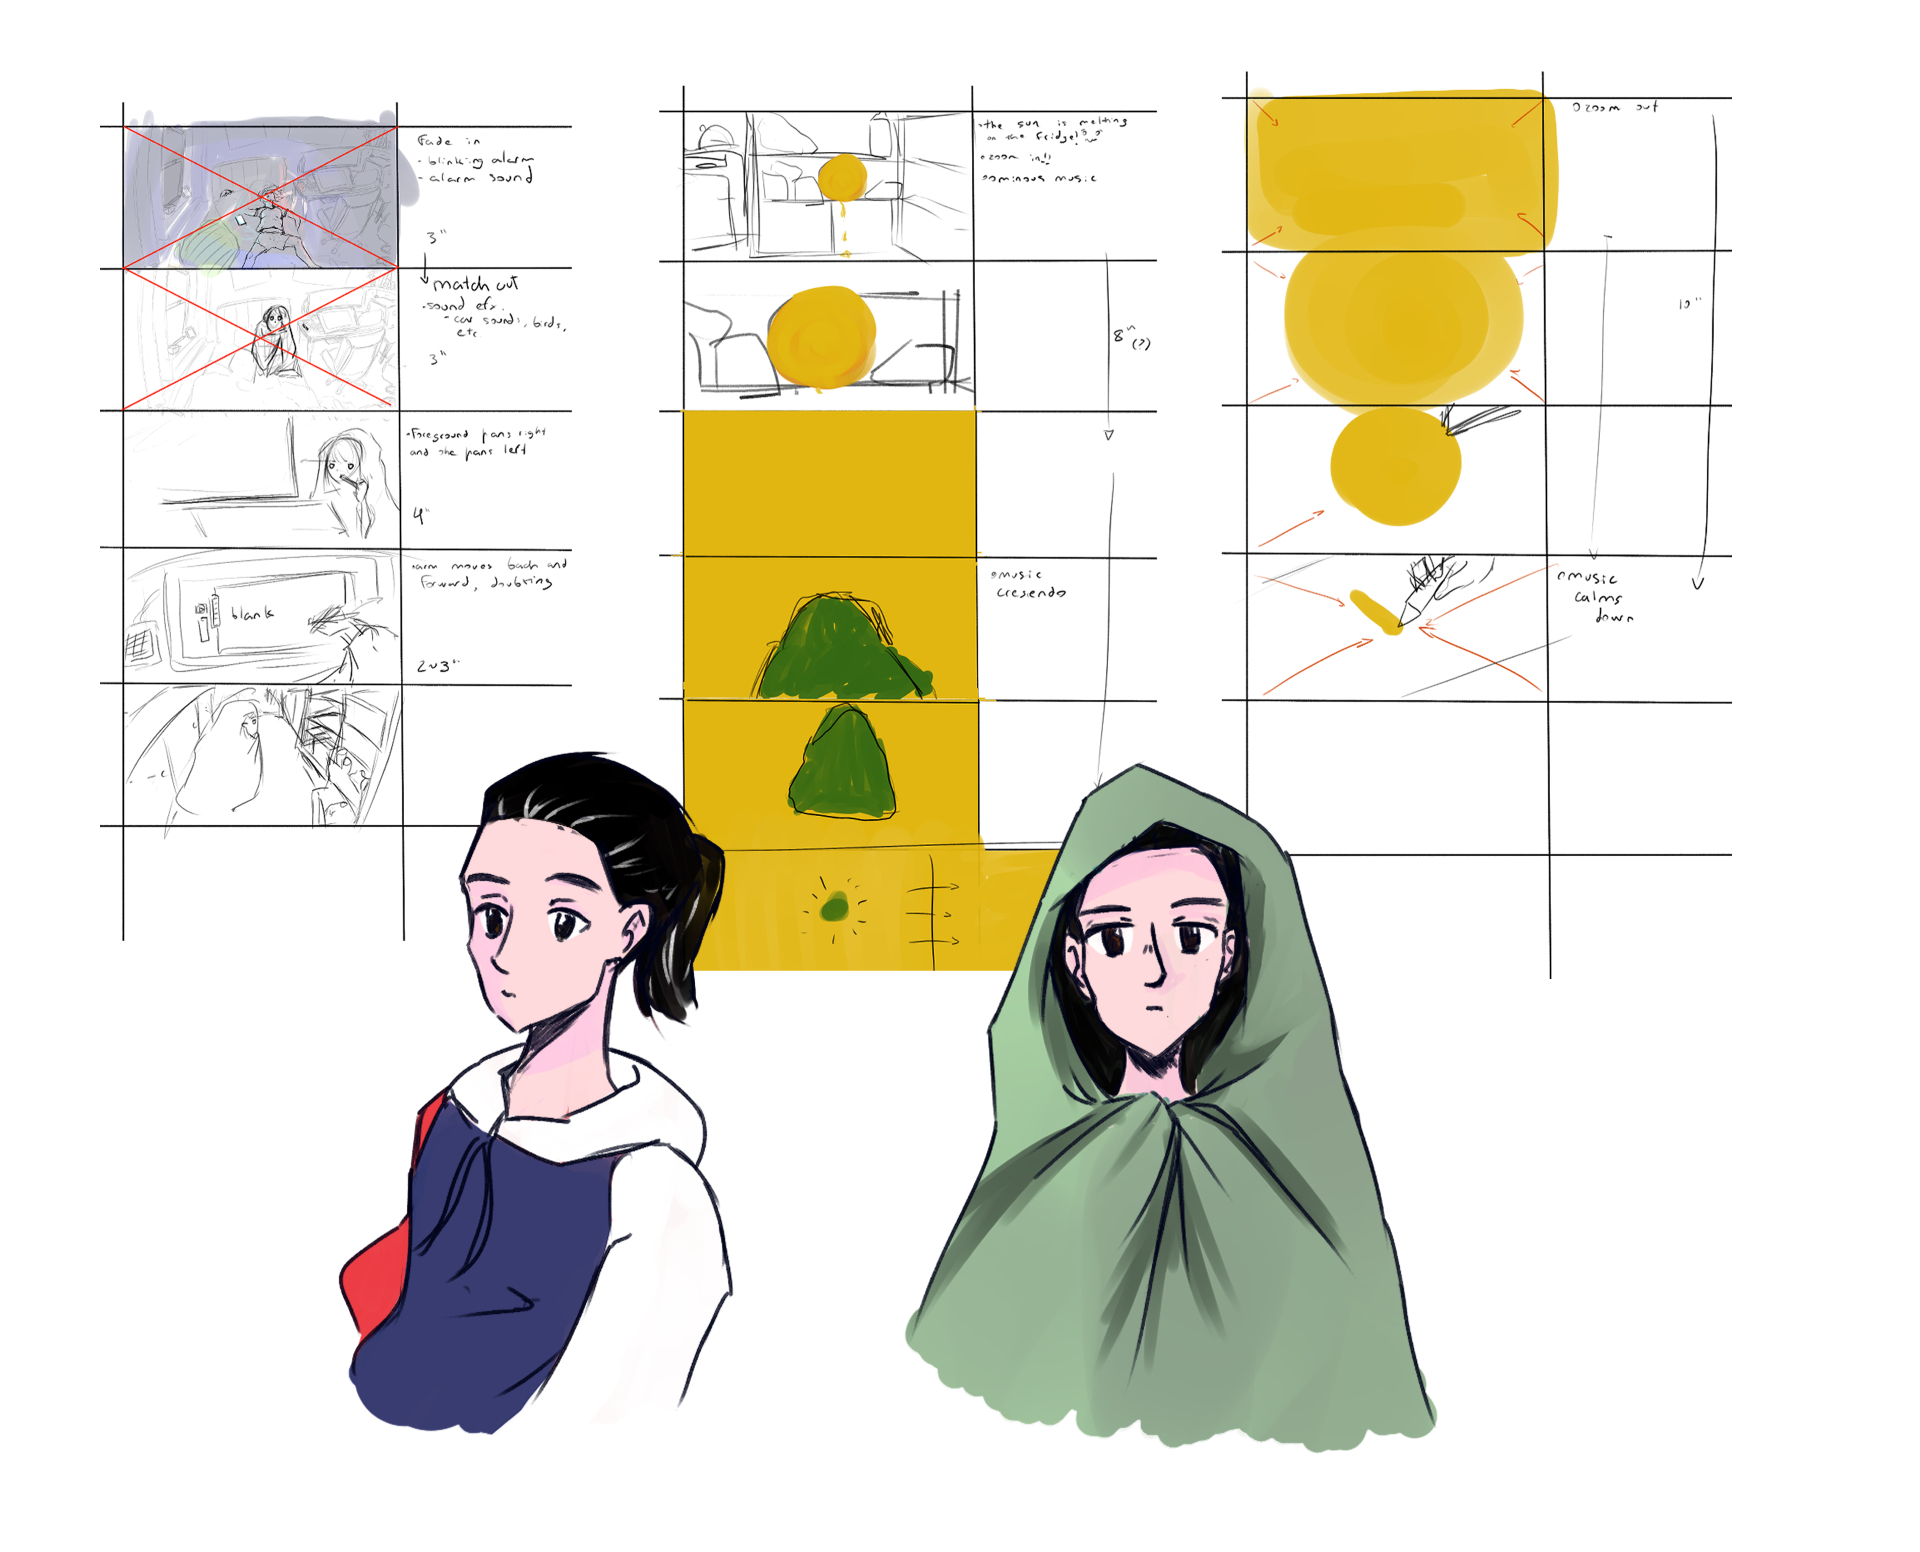 Fade in
- blinking alarm
- alarm sound
3"
match cut
- sound efx.
- car sounds, birds,
etc.
3"
- Foreground pans right
and she pans left
4"
- arm moves back and
forward, doubting
blank
2~3"
- the sun is melting
on the fridge!
zoom in!!
ominous music
8"
(?)
music
cresendo
zoom out
10"
music
calms
down